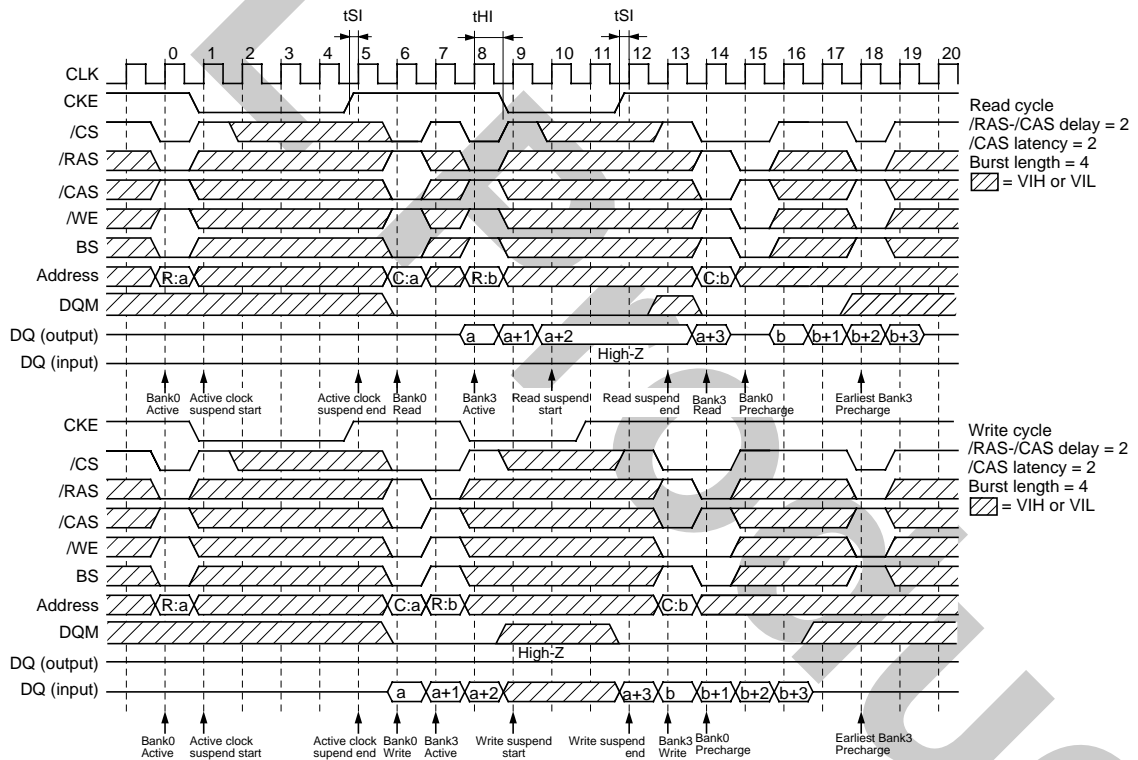 tSI tHI tSI
0 1 2 3 4 5 6 7 8 9 10 11 12 13 14 15 16 17 18 19 20
CLK
CKE
/CS
/RAS
/CAS
/WE
BS
Address R:a C:a R:b C:b
DQM
DQ (output) a a+1 a+2 a+3 b b+1 b+2 b+3
High-Z
DQ (input)
Read cycle
/RAS-/CAS delay = 2
/CAS latency = 2
Burst length = 4
= VIH or VIL
Bank0 Active
Active clock suspend start
Active clock suspend end
Bank0 Read
Bank3 Active
Read suspend start
Read suspend end
Bank3 Read
Bank0 Precharge
Earliest Bank3 Precharge
CKE
/CS
/RAS
/CAS
/WE
BS
Address R:a C:a R:b C:b
DQM
High-Z
DQ (output)
DQ (input) a a+1 a+2 a+3 b b+1 b+2 b+3
Write cycle
/RAS-/CAS delay = 2
/CAS latency = 2
Burst length = 4
= VIH or VIL
Bank0 Active
Active clock suspend start
Active clock supend end
Bank0 Write
Bank3 Active
Write suspend start
Write suspend end
Bank3 Write
Bank0 Precharge
Earliest Bank3 Precharge